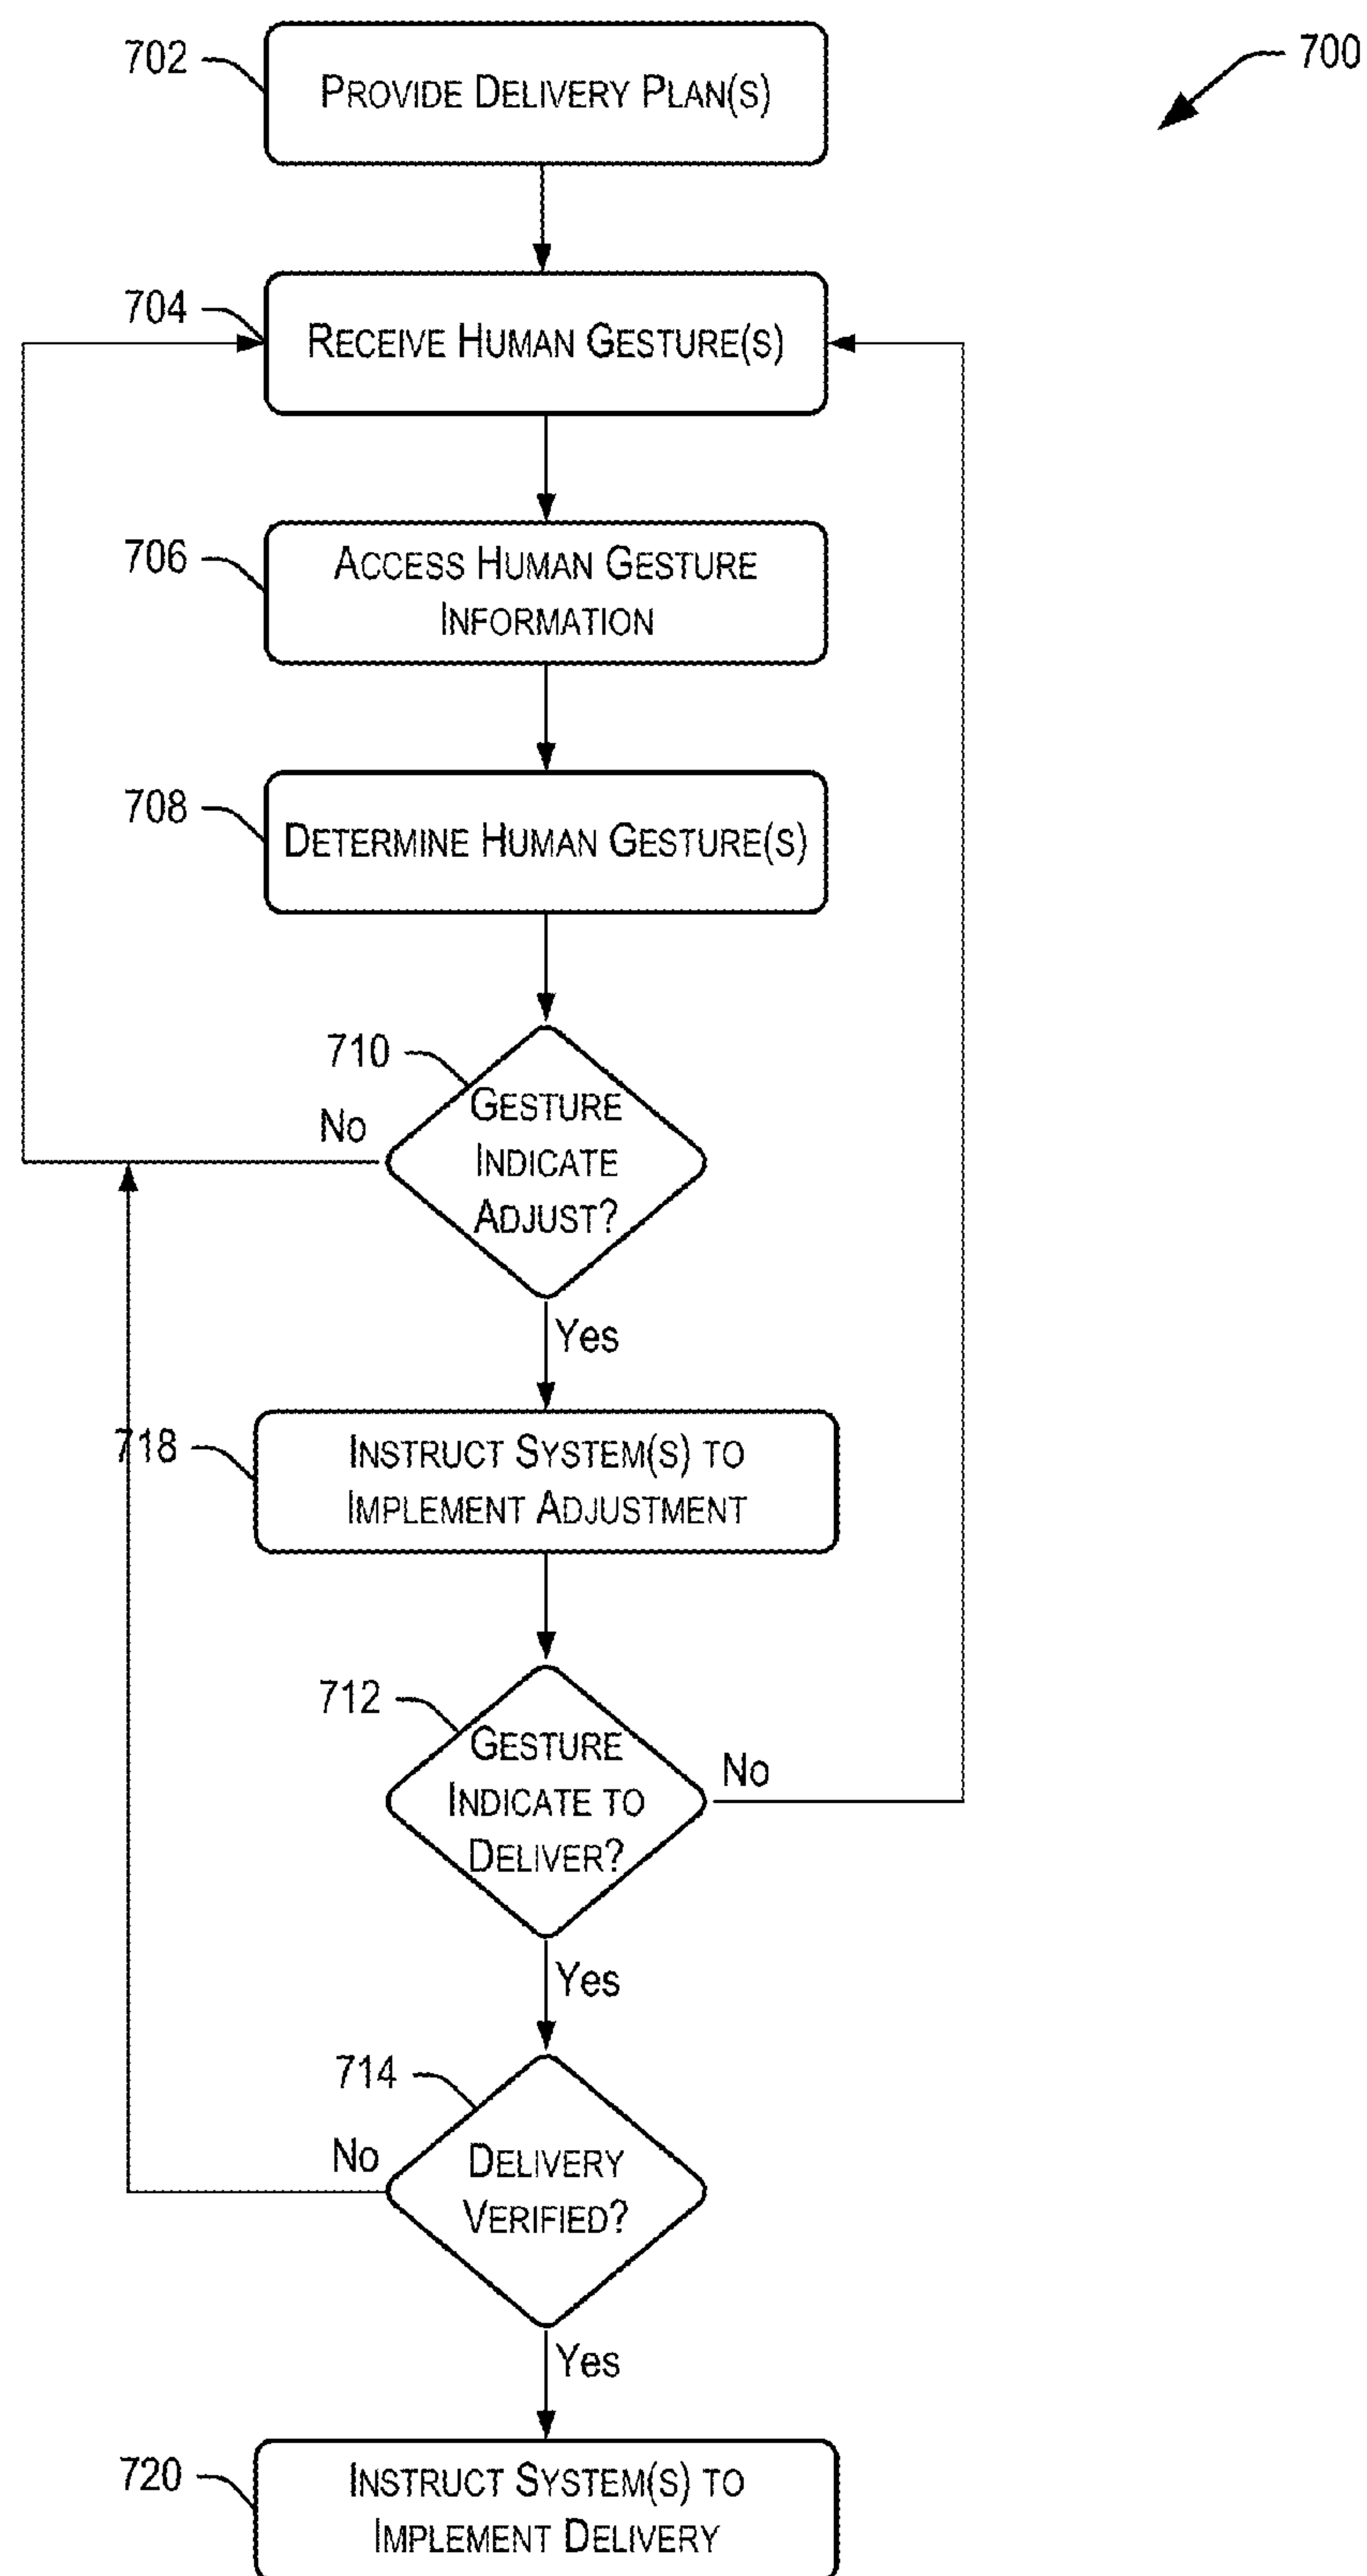 702
PROVIDE DELIVERY PLAN(S)
700
704
RECEIVE HUMAN GESTURE(S)
706
ACCESS HUMAN GESTURE
INFORMATION
708
DETERMINE HUMAN GESTURE(S)
710
GESTURE
INDICATE
ADJUST?
No
Yes
718
INSTRUCT SYSTEM(S) TO
IMPLEMENT ADJUSTMENT
712
GESTURE
INDICATE TO
DELIVER?
No
Yes
714
DELIVERY
VERIFIED?
No
Yes
720
INSTRUCT SYSTEM(S) TO
IMPLEMENT DELIVERY